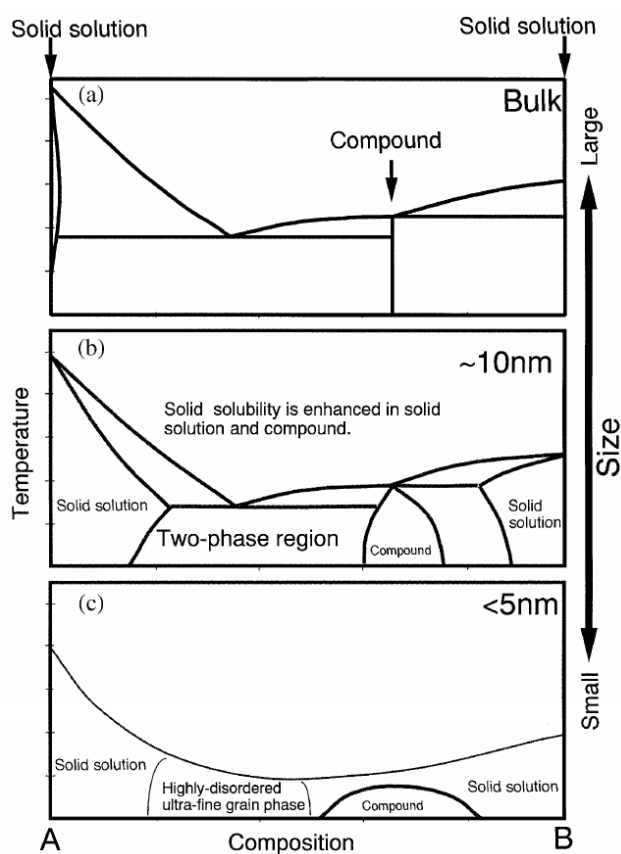 Solid solution
Solid solution
(a)
Bulk
Compound
Large
(b)
~10nm
Solid solubility is enhanced in solid
solution and compound.
Temperature
Size
Solid solution
Solid
solution
Two-phase region
Compound
(c)
<5nm
Small
Solid solution
Highly-disordered
ultra-fine grain phase
Compound
Solid solution
A
Composition
B